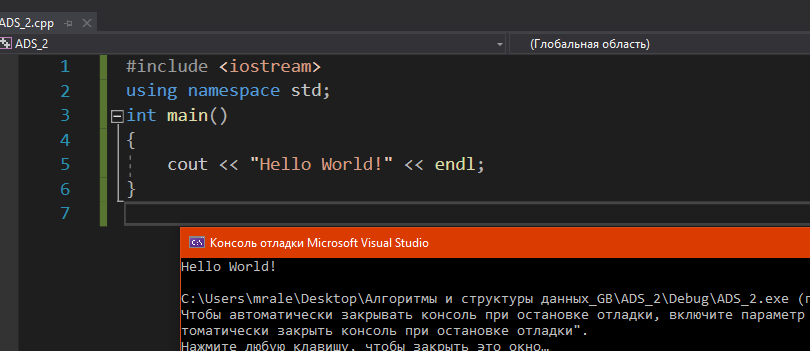 ADS_2.cpp
ADS_2
(Глобальная область)
1 #include <iostream>
2 using namespace std;
3 int main()
4 {
5 cout << "Hello World!" << endl;
6 }
7
Консоль отладки Microsoft Visual Studio
Hello World!
C:\Users\mrale\Desktop\Алгоритмы и структуры данных_GB\ADS_2\Debug\ADS_2.exe (п
Чтобы автоматически закрывать консоль при остановке отладки, включите параметр
томатически закрыть консоль при остановке отладки".
Нажмите любую клавишу, чтобы закрыть это окно…